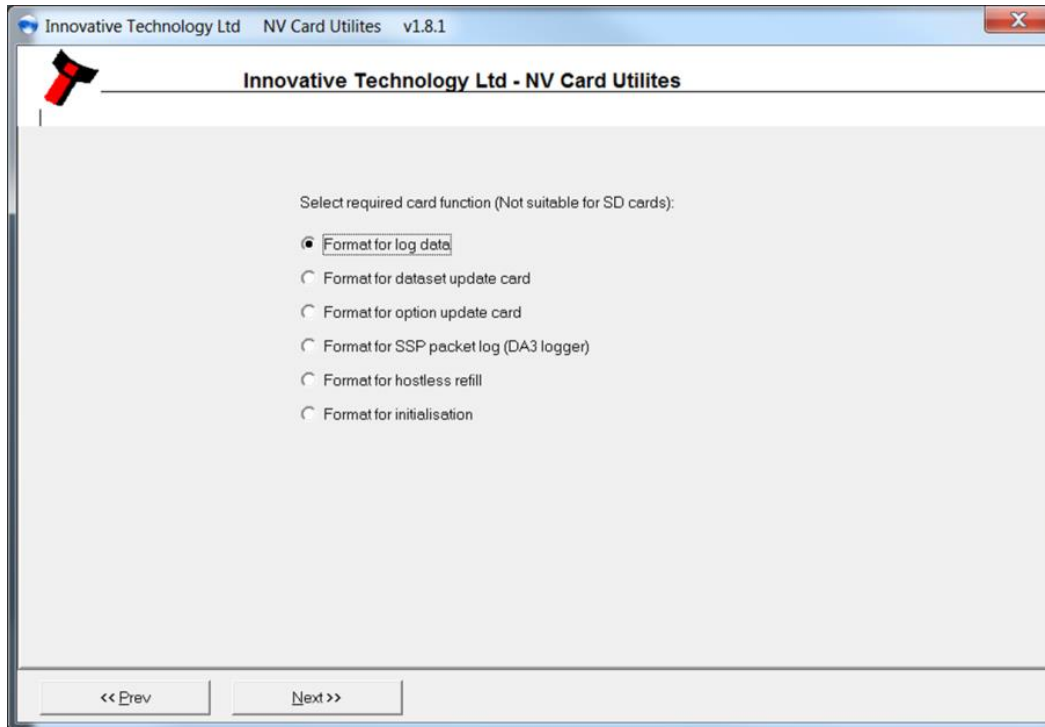 Innovative Technology Ltd NV Card Utilites v1.8.1
Innovative Technology Ltd - NV Card Utilites
Select required card function (Not suitable for SD cards):
Format for log data
Format for dataset update card
Format for option update card
Format for SSP packet log (DA3 logger)
Format for hostless refill
Format for initialisation
<< Prev Next >>